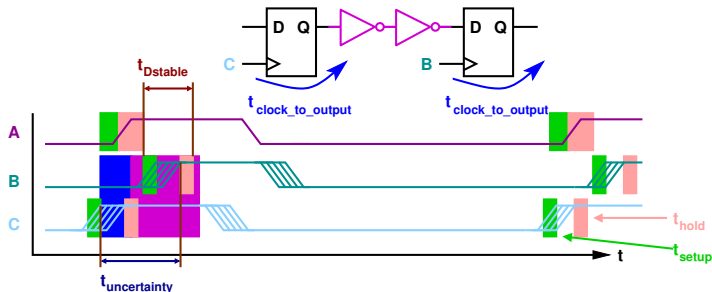 D Q
D Q
C
B
t_Dstable
t_clock_to_output
t_clock_to_output
A
B
C
t_hold
t_setup
t
t_uncertainty